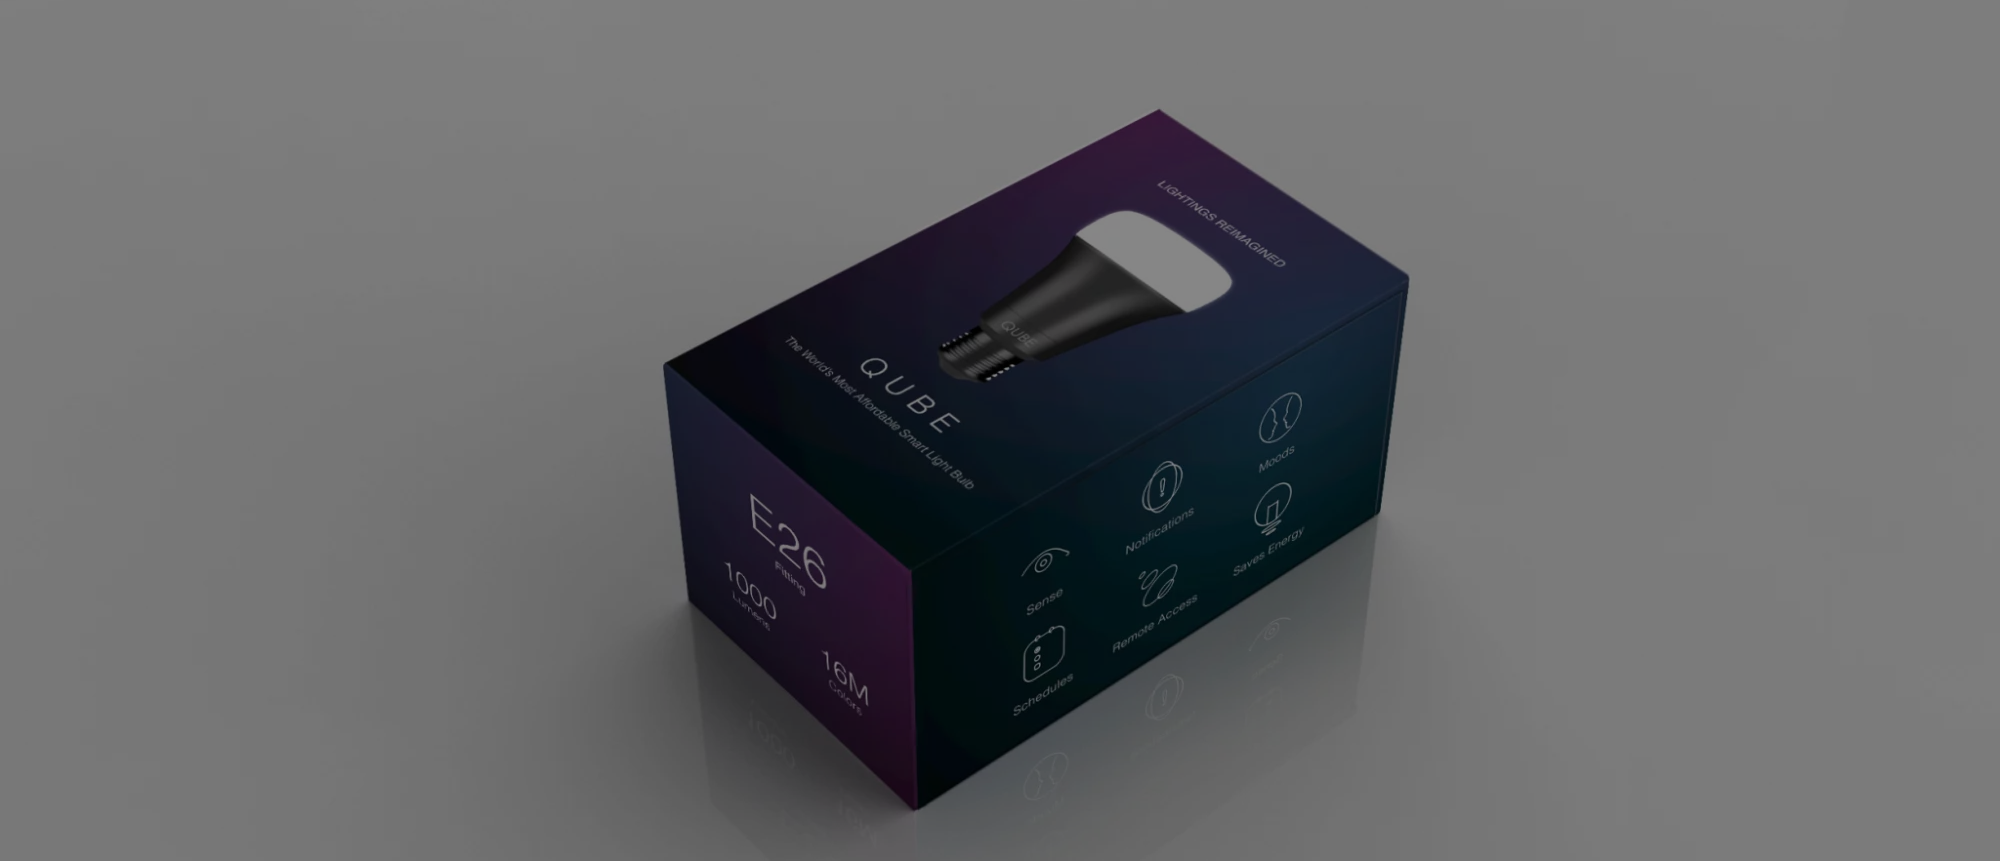 LIGHTINGS REIMAGINED
QUBE
QUBE
The World's Most Affordable Smart Light Bulb
E26
Fitting
1000
Lumens
16M
Colors
Moods
Notifications
Saves Energy
Sense
Remote Access
Schedules